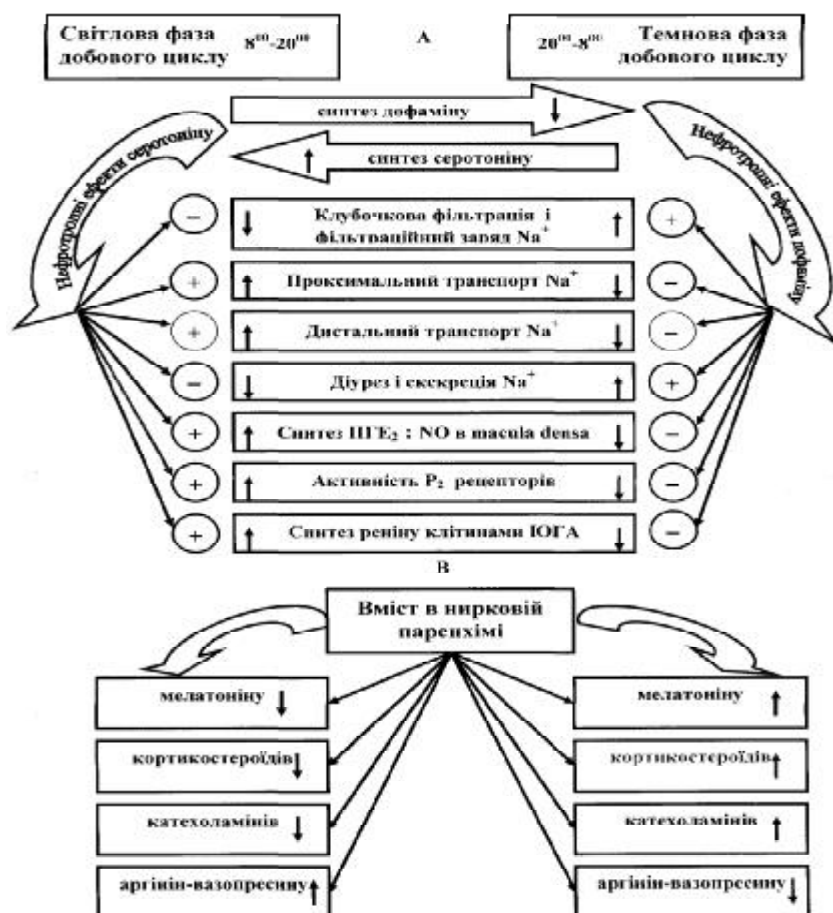 Світлова фаза
добового циклу 8⁰⁰-20⁰⁰
А
20⁰⁰-8⁰⁰ Темнова фаза
добового циклу
синтез дофаміну ↓
↑ синтез серотоніну
Нефротропні ефекти серотоніну
Нефротропні ефекти дофаміну
− ↓ Клубочкова фільтрація і ↑ +
фільтраційний заряд Na⁺
+ ↑ Проксимальний транспорт Na⁺ ↓ −
+ ↑ Дистальний транспорт Na⁺ ↓ −
− ↓ Діурез і екскреція Na⁺ ↑ +
+ ↑ Синтез ПГЕ₂ : NO в macula densa ↓ −
+ ↑ Активність Р₂ рецепторів ↓ −
+ ↑ Синтез реніну клітинами ЮГА ↓ −
В
Вміст в нирковій
паренхімі
мелатоніну ↓
мелатоніну ↑
кортикостероїдів ↓
кортикостероїдів ↑
катехоламінів ↓
катехоламінів ↑
аргінін-вазопресину ↑
аргінін-вазопресину ↓